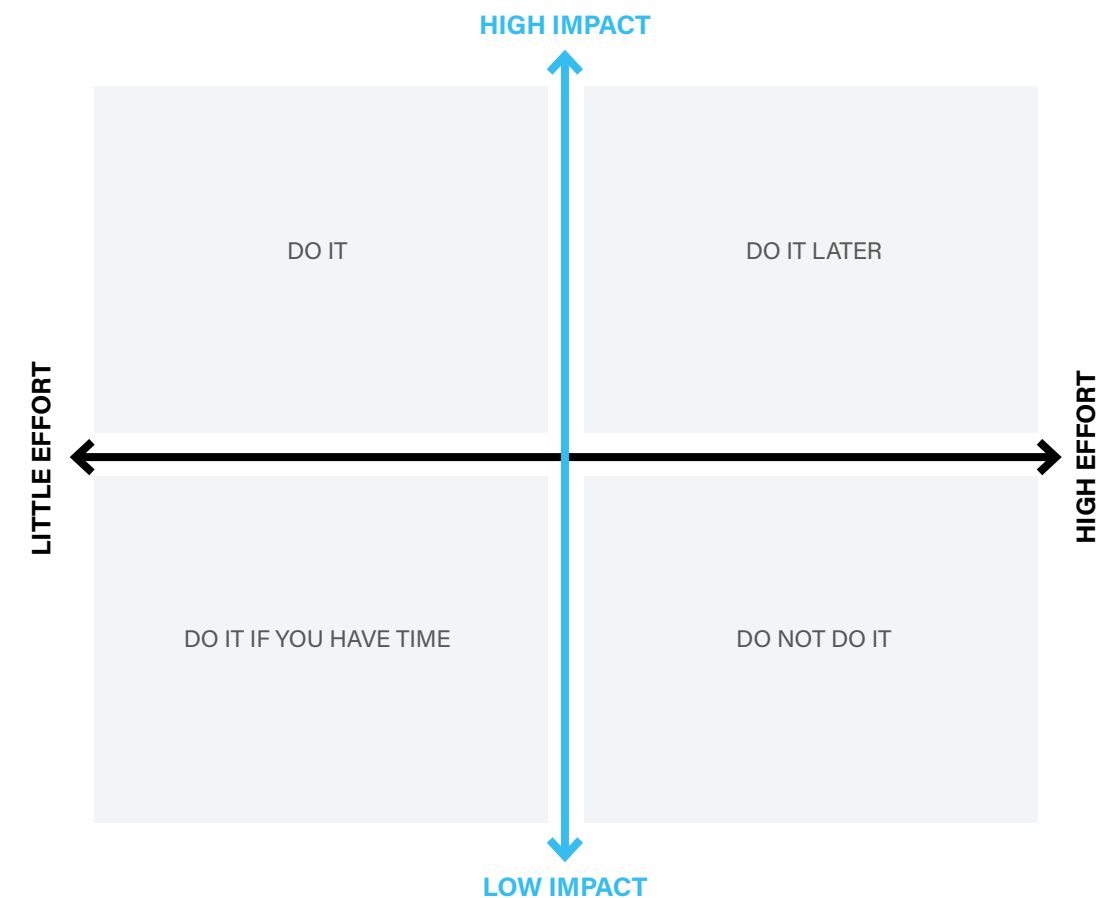 HIGH IMPACT
DO IT
DO IT LATER
LITTLE EFFORT
HIGH EFFORT
DO IT IF YOU HAVE TIME
DO NOT DO IT
LOW IMPACT